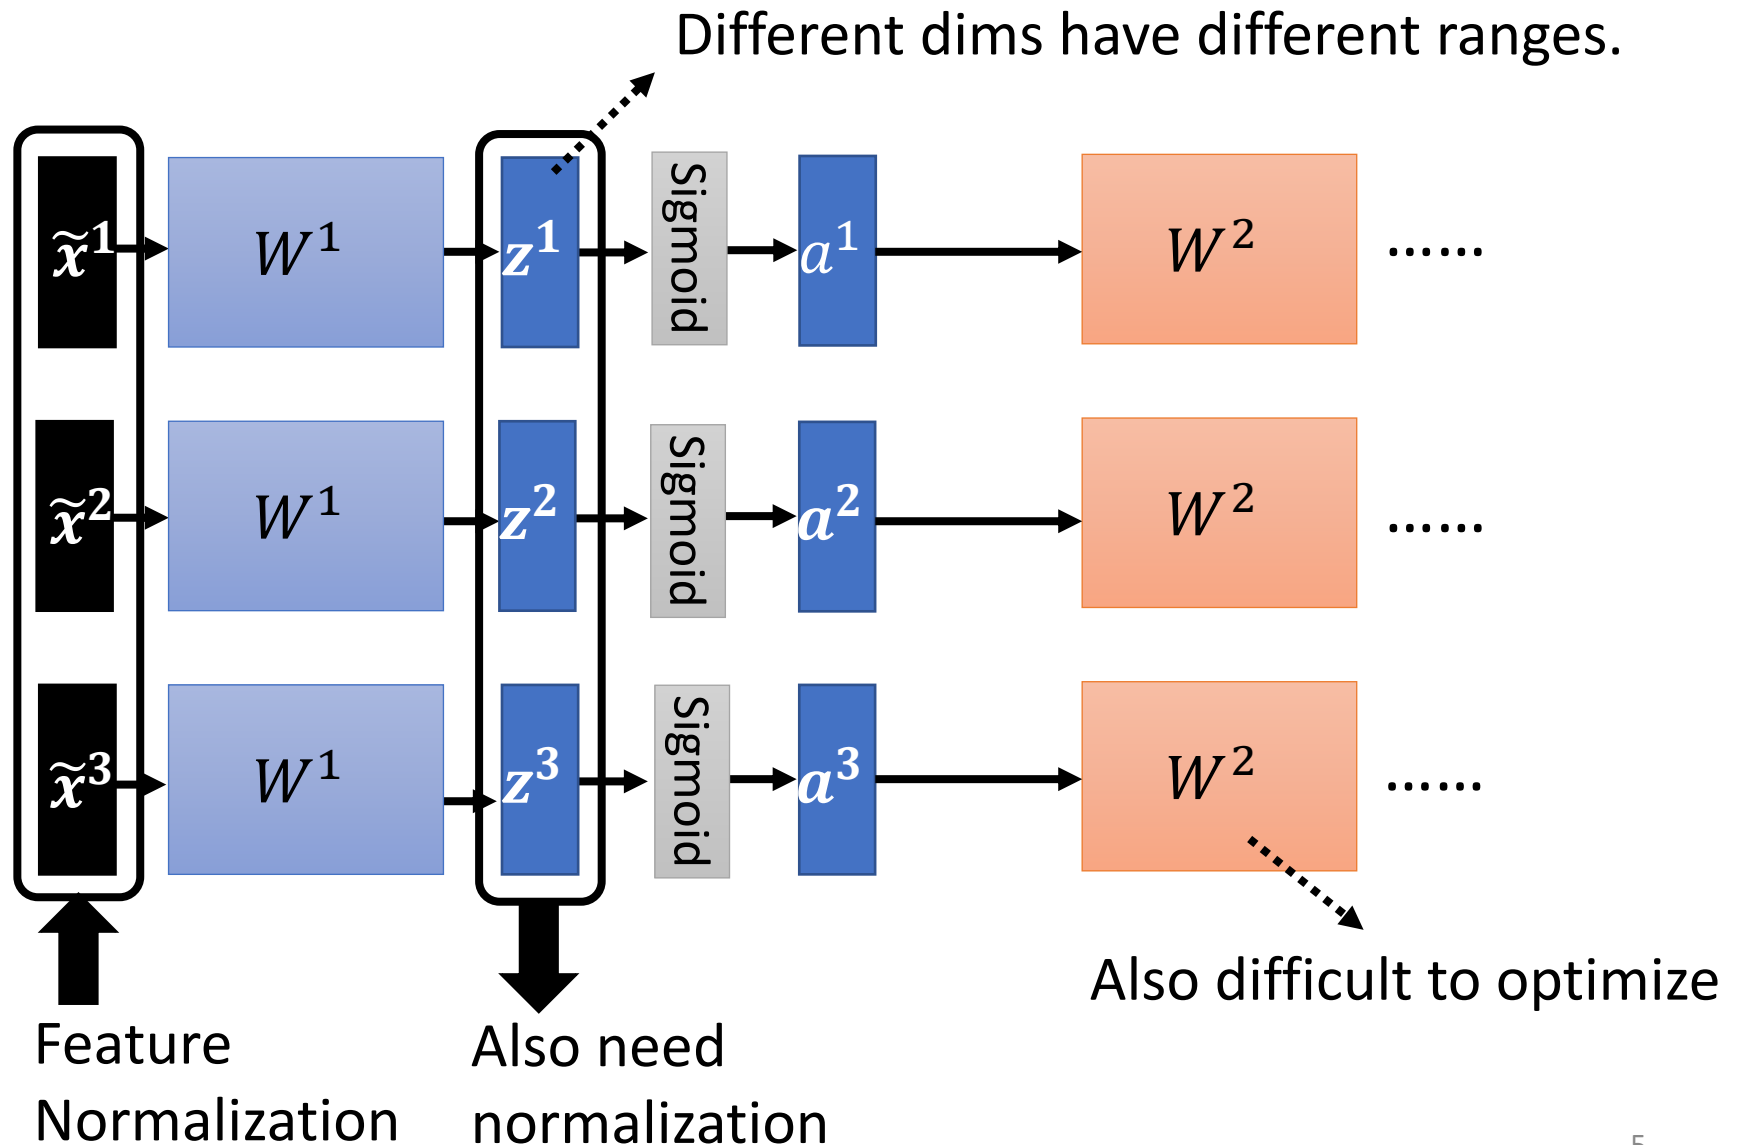 Different dims have different ranges.
x̃¹ W¹ z¹ Sigmoid a¹ W² ……
x̃² W¹ z² Sigmoid a² W² ……
x̃³ W¹ z³ Sigmoid a³ W² ……
Also difficult to optimize
Feature
Normalization
Also need
normalization
5